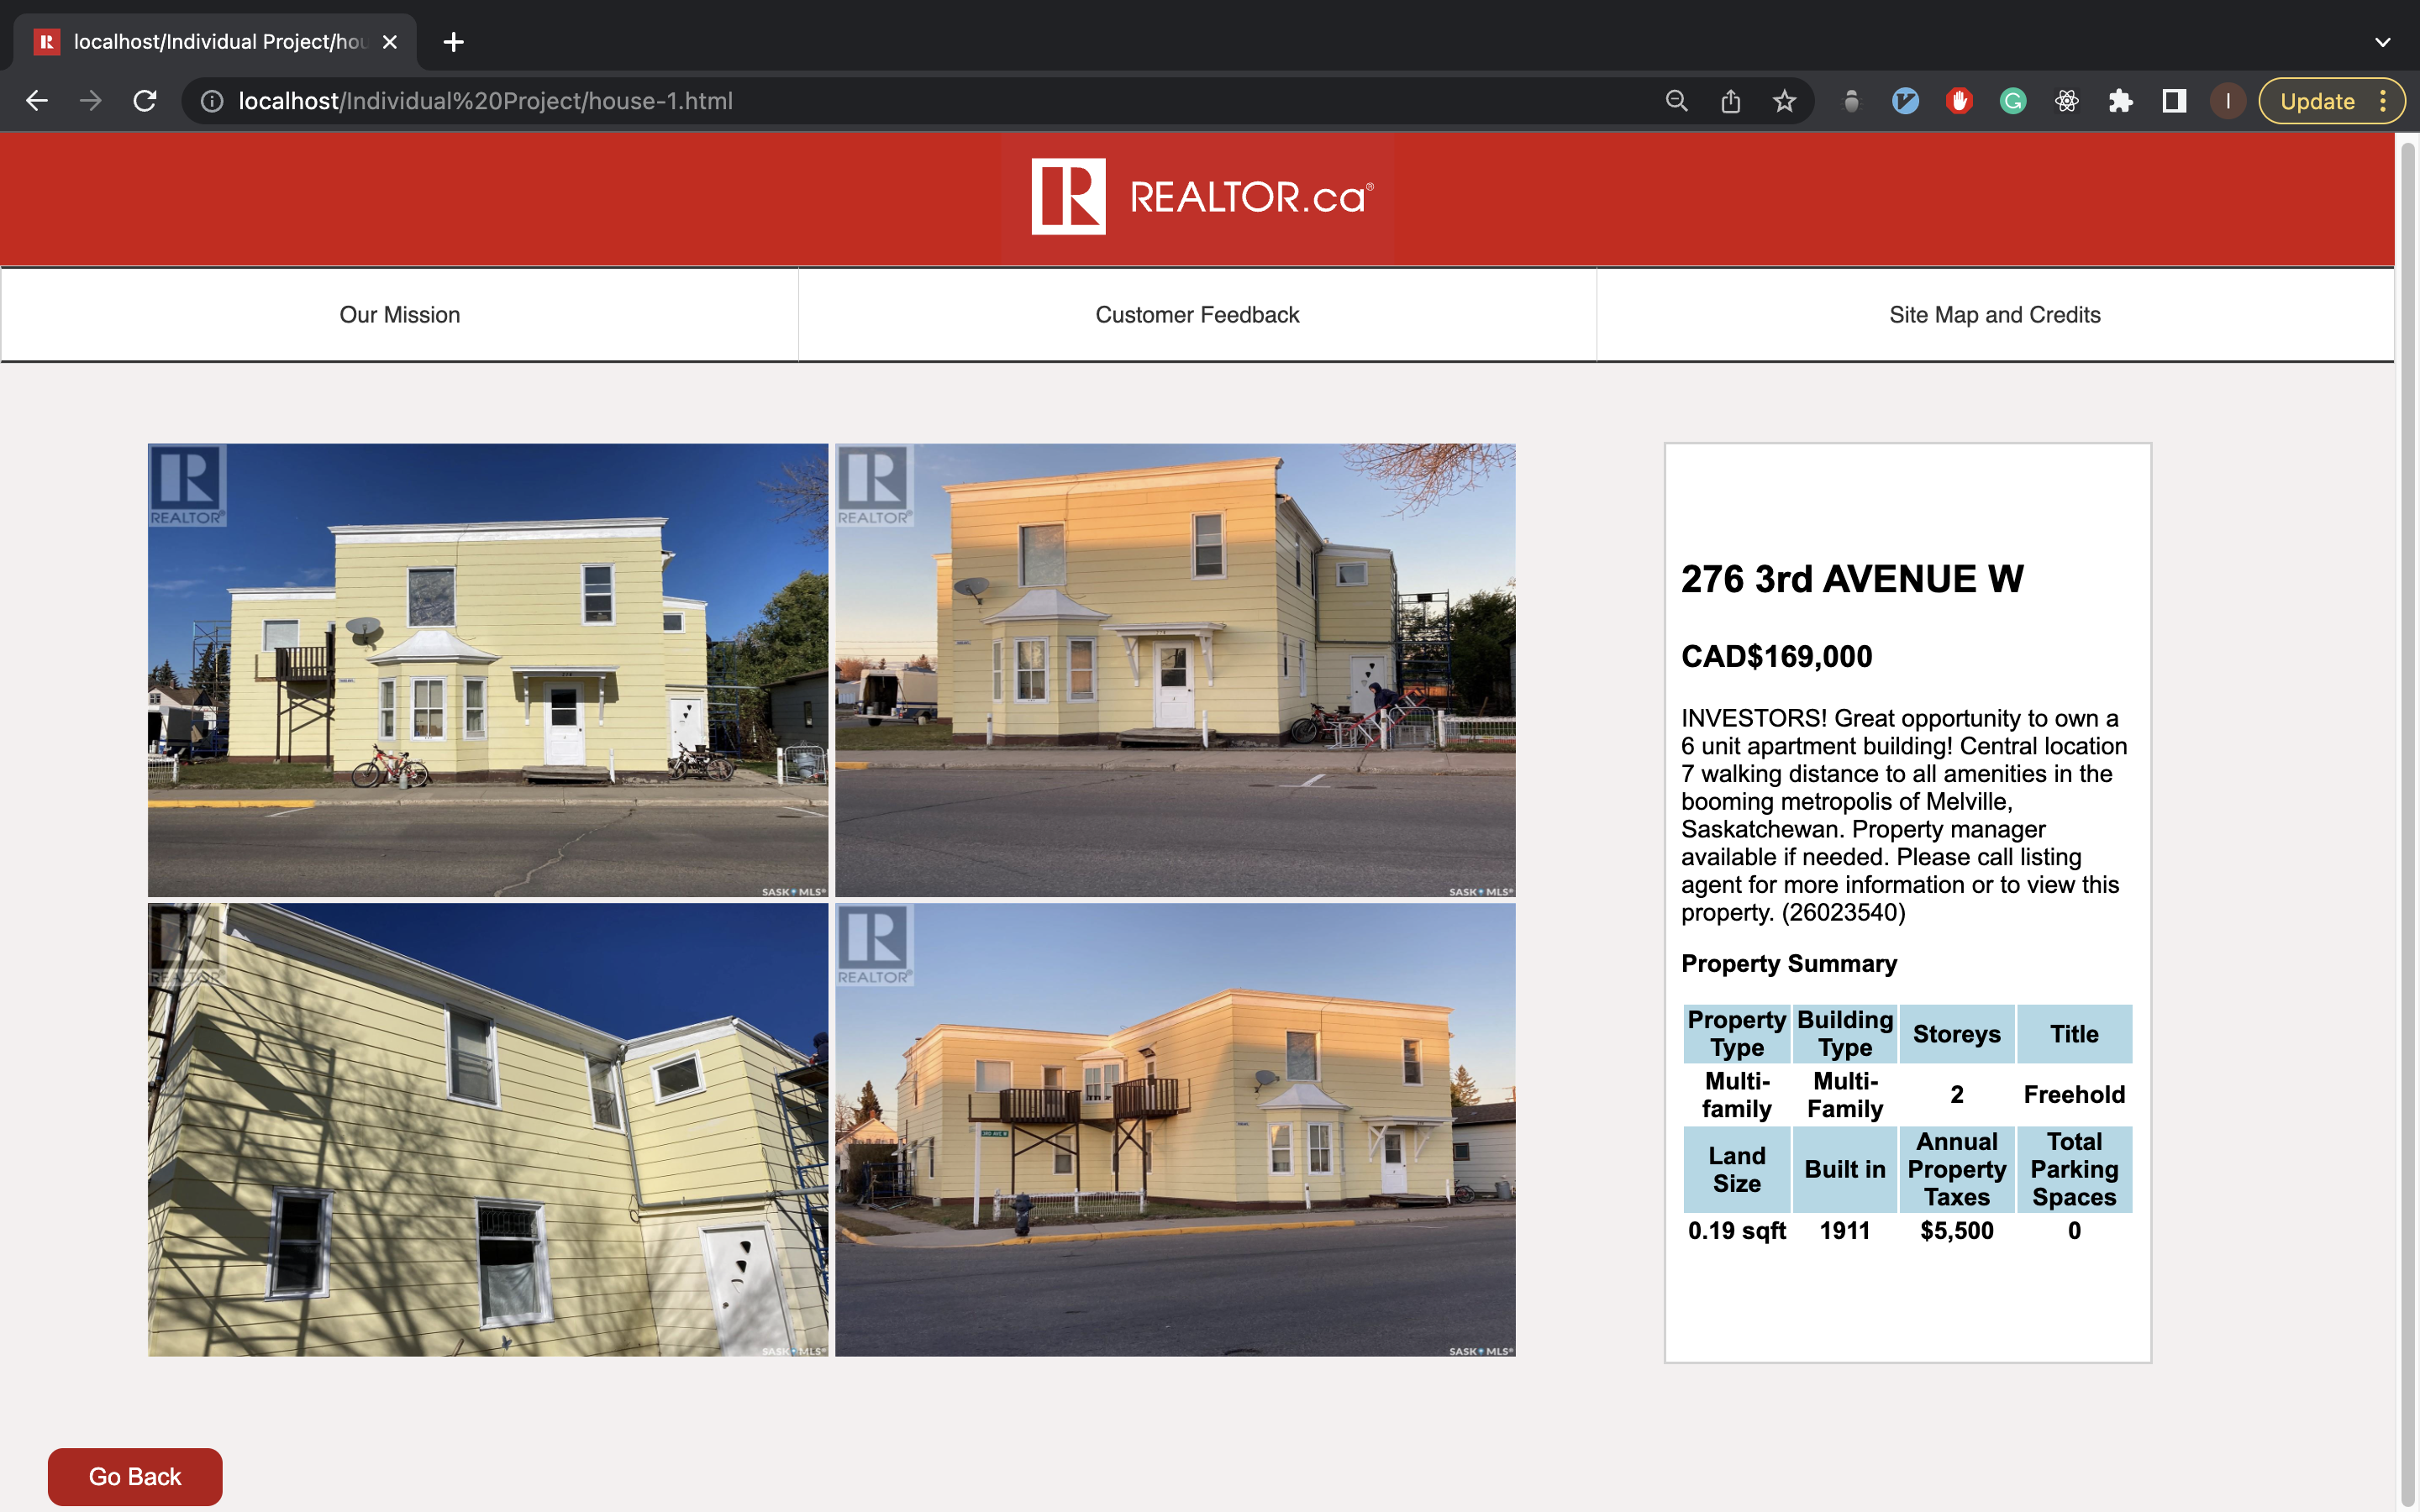 localhost/Individual Project/hou
localhost/Individual%20Project/house-1.html
I
Update
REALTOR.ca®
Our Mission
Customer Feedback
Site Map and Credits
REALTOR®
REALTOR®
SASK MLS®
SASK MLS®
REALTOR®
REALTOR®
3RD AVE W
SASK MLS®
SASK MLS®
276 3rd AVENUE W
CAD$169,000
INVESTORS! Great opportunity to own a
6 unit apartment building! Central location
7 walking distance to all amenities in the
booming metropolis of Melville,
Saskatchewan. Property manager
available if needed. Please call listing
agent for more information or to view this
property. (26023540)
Property Summary
Property Type Building Type Storeys Title
Multi-family Multi-Family 2 Freehold
Land Size Built in Annual Property Taxes Total Parking Spaces
0.19 sqft 1911 $5,500 0
Go Back